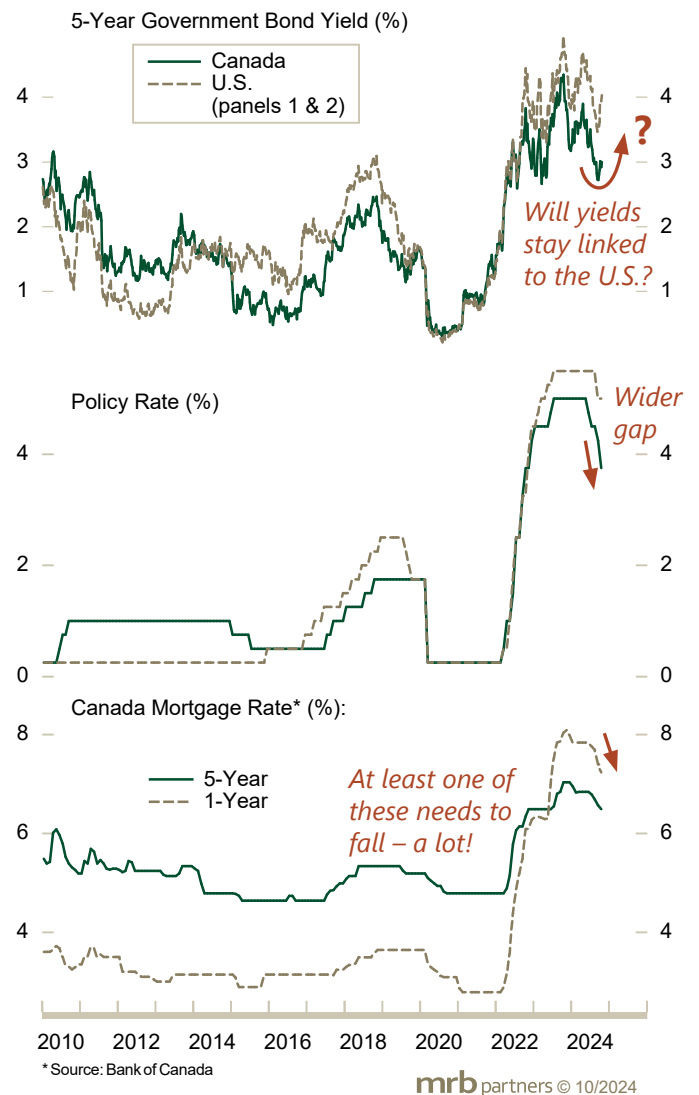 5-Year Government Bond Yield (%)
Canada
U.S.
(panels 1 & 2)
4
4
3
3
2
2
1
1
?
Will yields
stay linked
to the U.S.?
Policy Rate (%)
Wider
gap
4
4
2
2
0
0
Canada Mortgage Rate* (%):
8
8
5-Year
1-Year
At least one of
these needs to
fall – a lot!
6
6
4
4
2010 2012 2014 2016 2018 2020 2022 2024
* Source: Bank of Canada
mrb partners © 10/2024